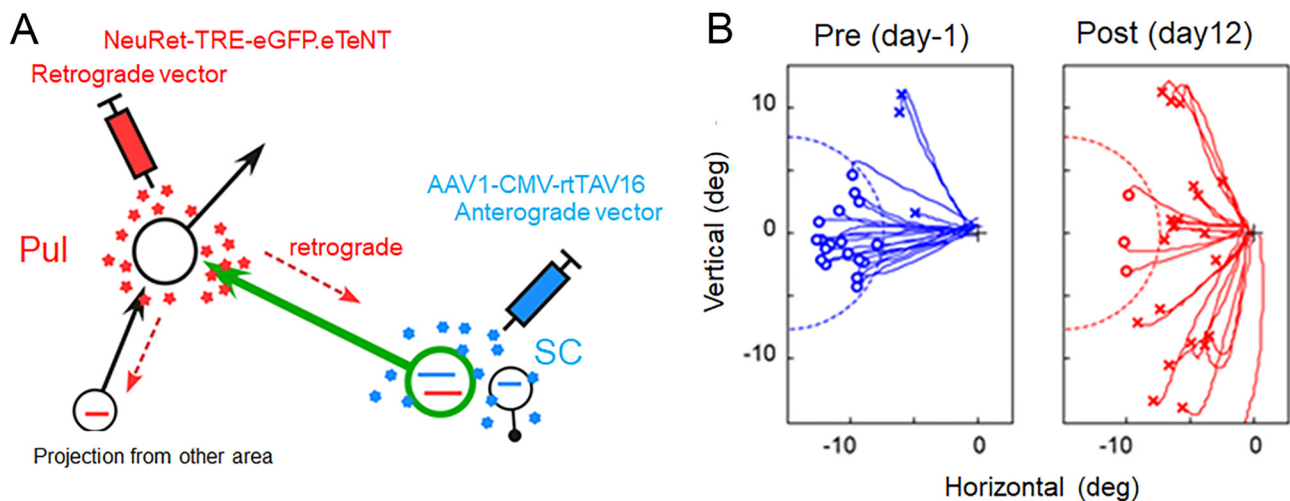 A
NeuRet-TRE-eGFP.eTeNT
Retrograde vector
AAV1-CMV-rtTAV16
Anterograde vector
Pul
retrograde
SC
Projection from other area
B
Pre (day-1)
Post (day12)
Vertical (deg)
10
0
-10
-10
0
-10
0
Horizontal (deg)